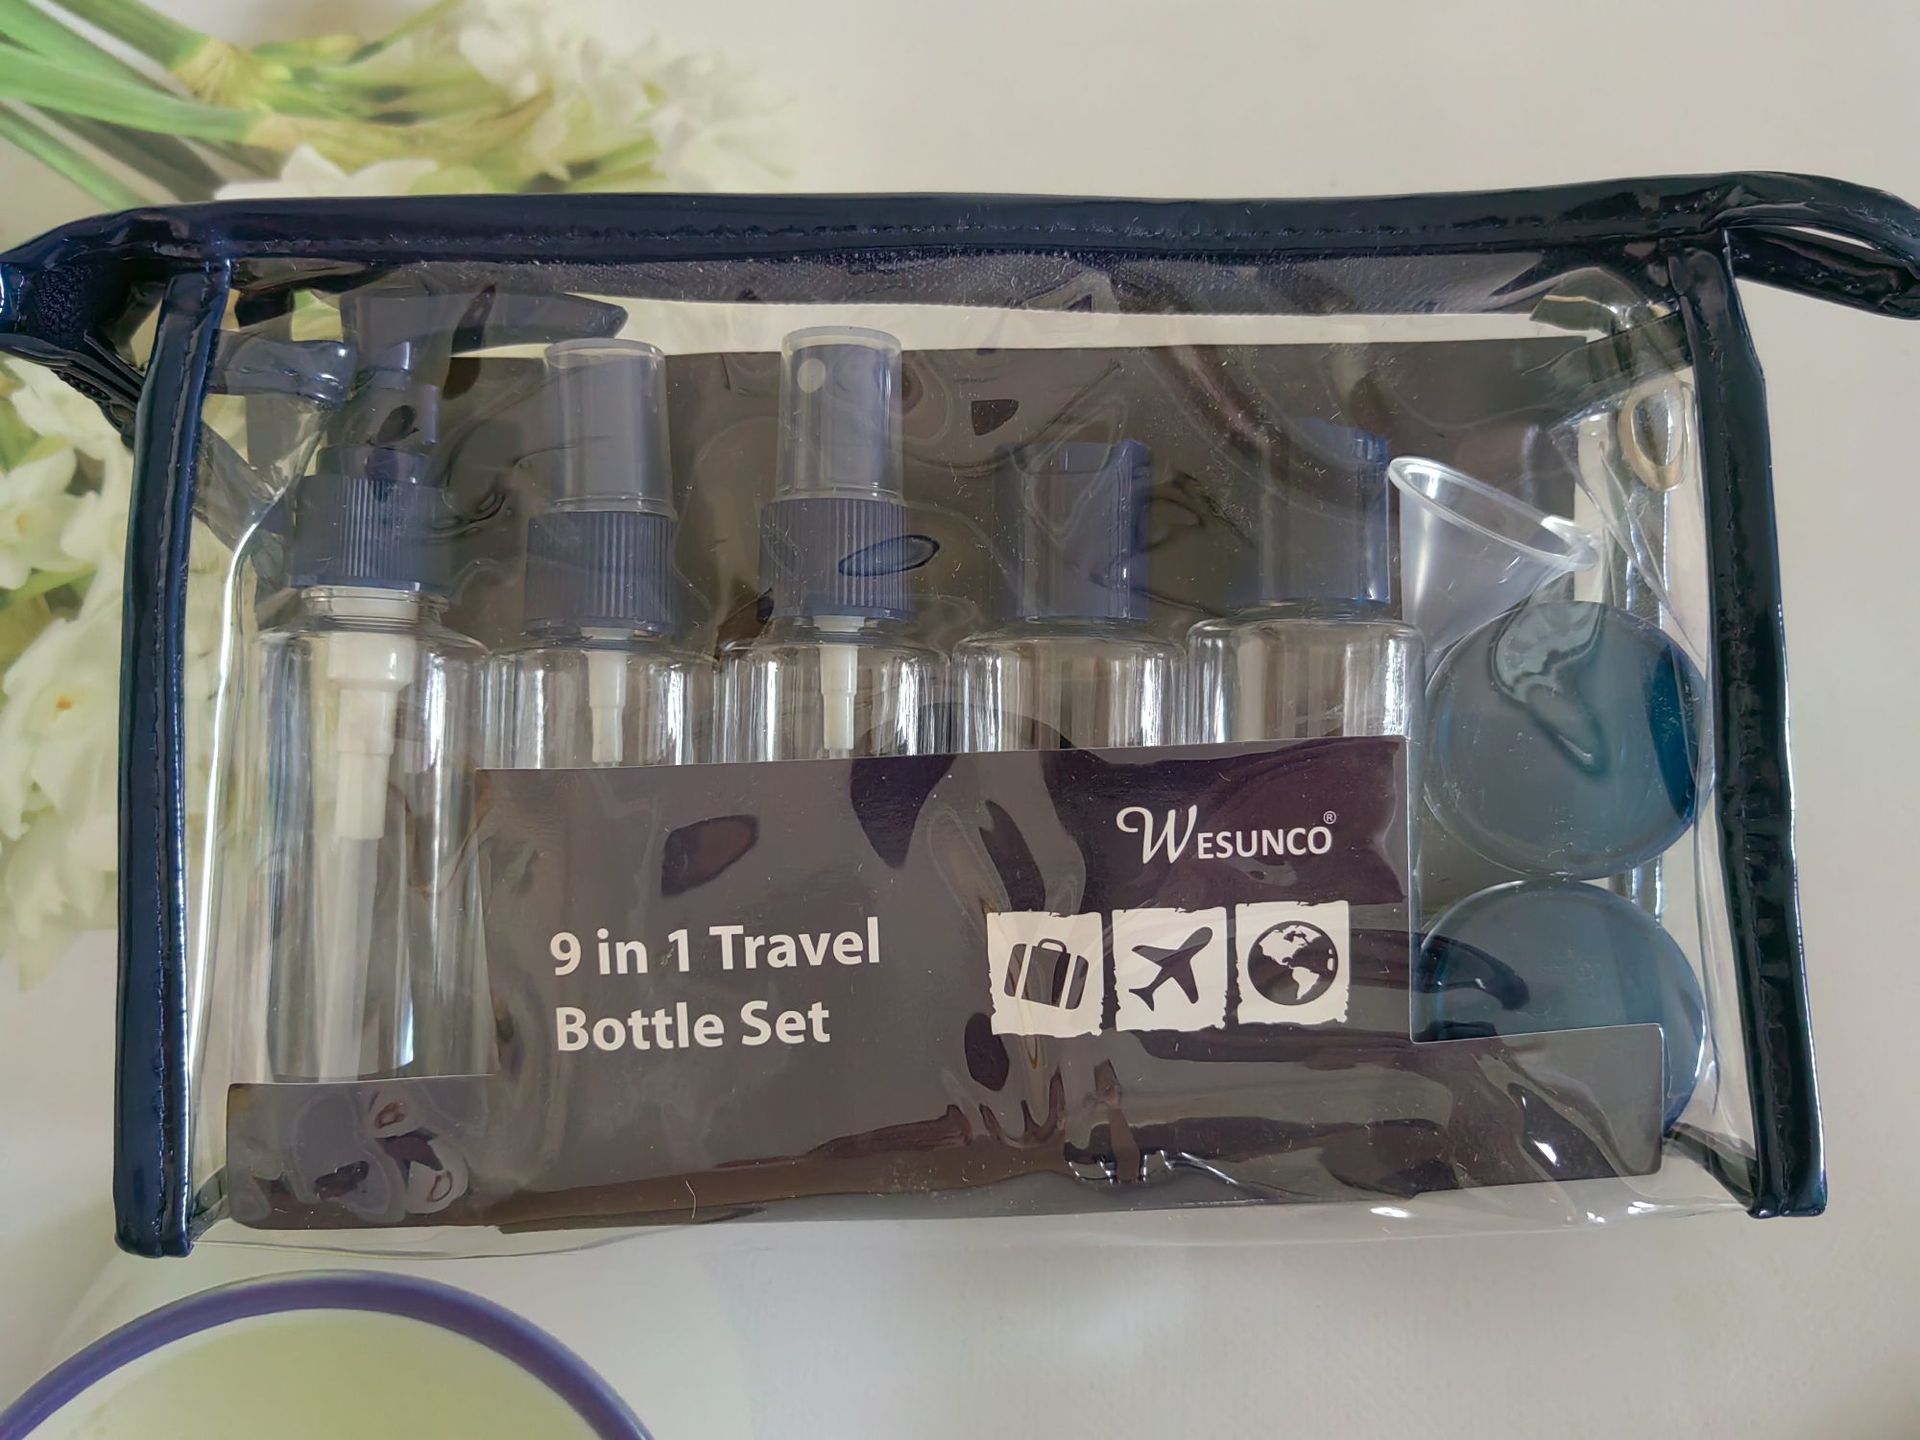 WESUNCO®
9 in 1 Travel
Bottle Set